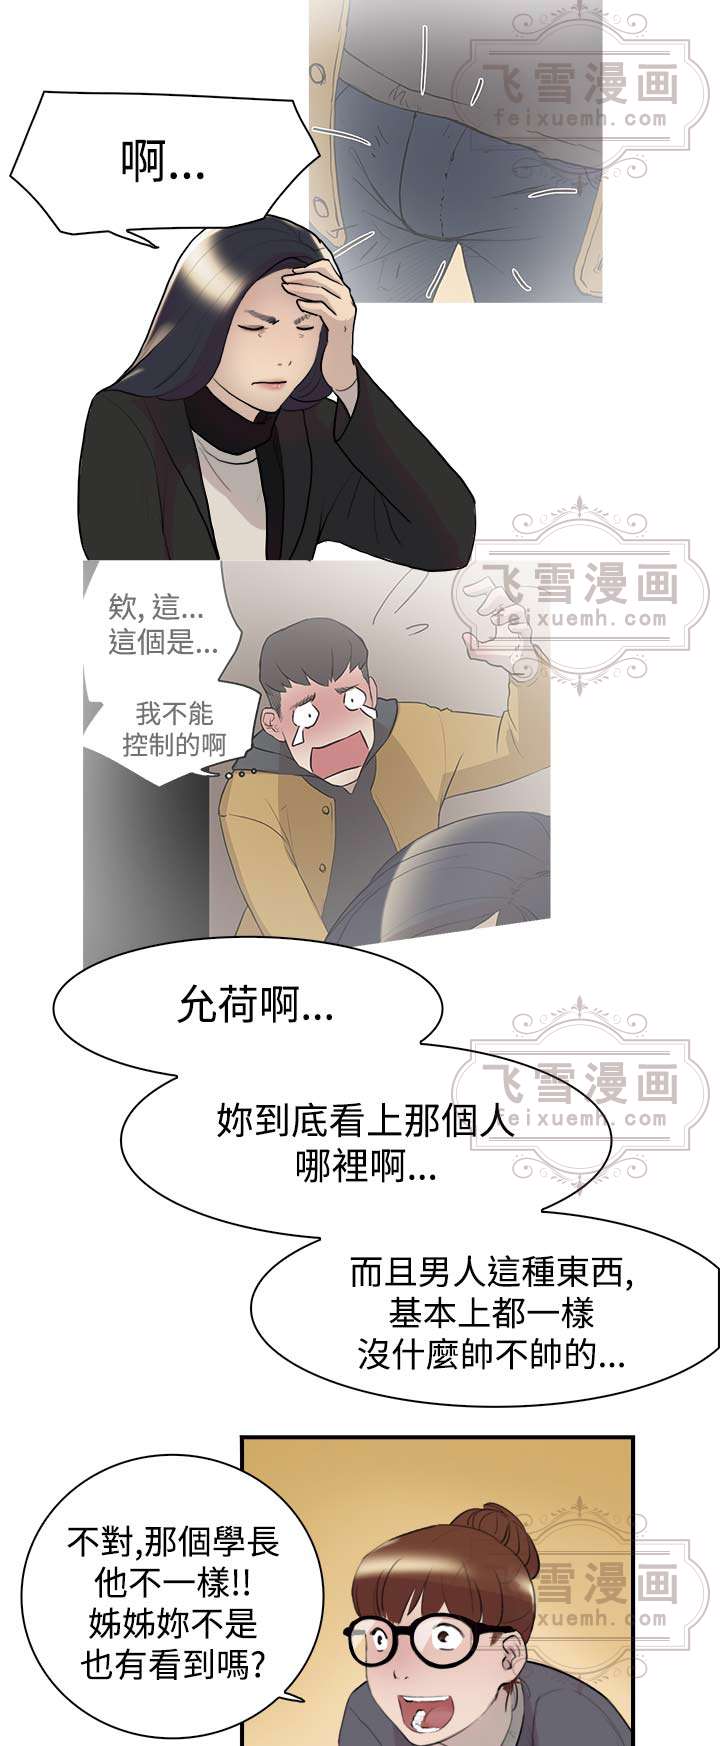 飞雪漫画
feixuemh.com
啊...
飞雪漫画
feixuemh.com
欸, 這...
這個是...
我不能
控制的啊
允荷啊...
飞雪漫画
feixuemh.com
妳到底看上那個人
哪裡啊...
而且男人這種東西,
基本上都一樣
沒什麼帥不帥的...
不對,那個學長
他不一樣!!
姊姊妳不是
也有看到嗎?
飞雪漫画
feixuemh.com